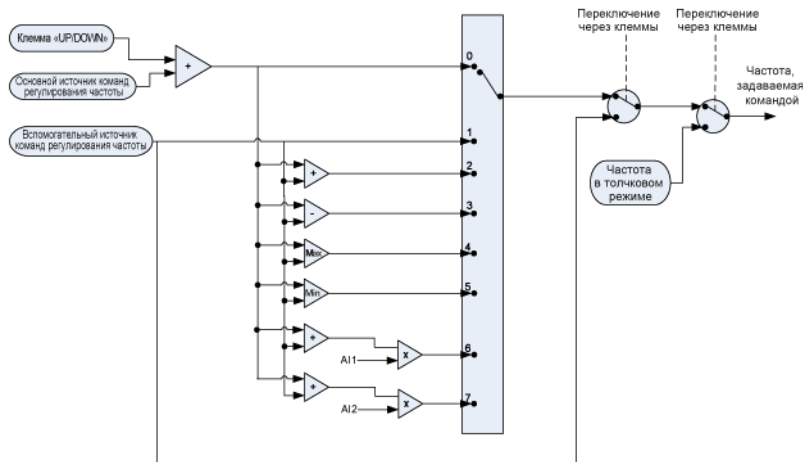 Клемма «UP/DOWN»
Основной источник команд
регулирования частоты
Вспомогательный источник
команд регулирования частоты
+
0
1
+
2
-
3
Max
4
Min
5
+
AI1
x
6
+
AI2
x
7
Переключение
через клеммы
Переключение
через клеммы
Частота,
задаваемая
командой
Частота
в толчковом
режиме